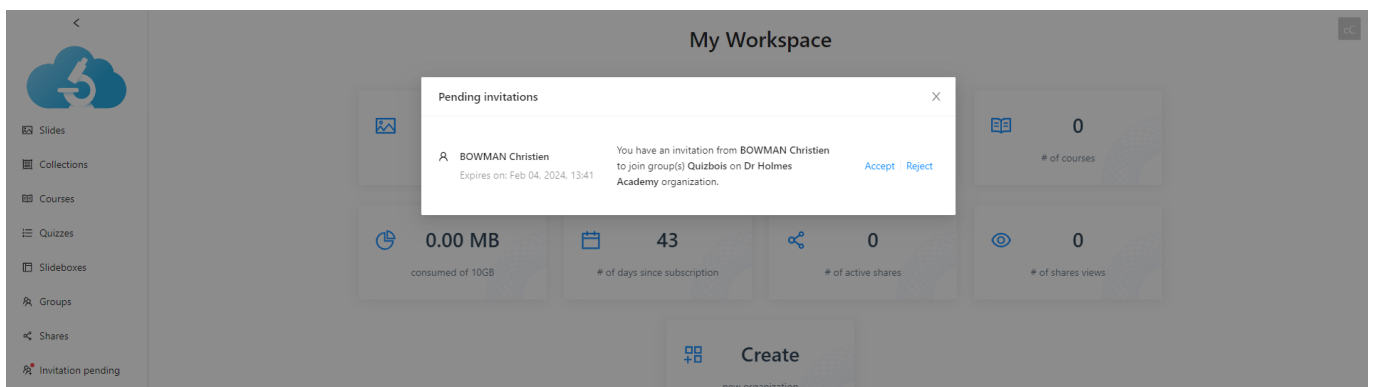 My Workspace
cC
Slides
Collections
Courses
Quizzes
Slideboxes
Groups
Shares
Invitation pending
Pending invitations
BOWMAN Christien
Expires on: Feb 04, 2024, 13:41
You have an invitation from BOWMAN Christien
to join group(s) Quizbois on Dr Holmes
Academy organization.
Accept
Reject
0
# of courses
0.00 MB
consumed of 10GB
43
# of days since subscription
0
# of active shares
0
# of shares views
Create
new organization